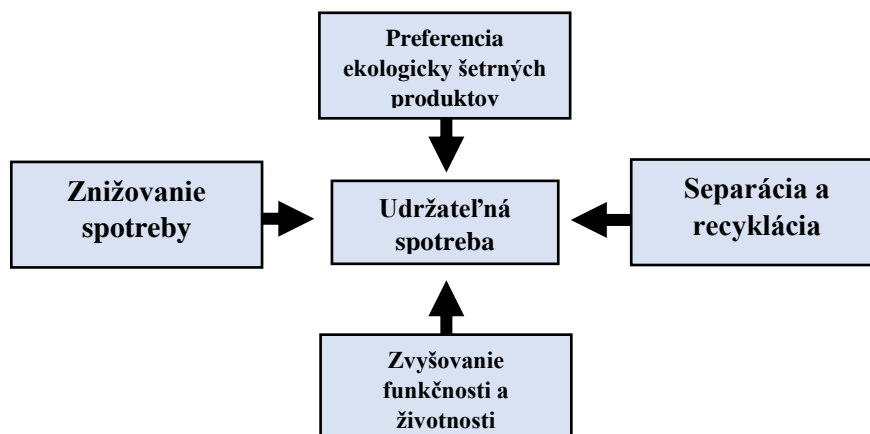 Preferencia
ekologicky šetrných
produktov
Znižovanie
spotreby
Udržateľná
spotreba
Separácia a
recyklácia
Zvyšovanie
funkčnosti a
životnosti